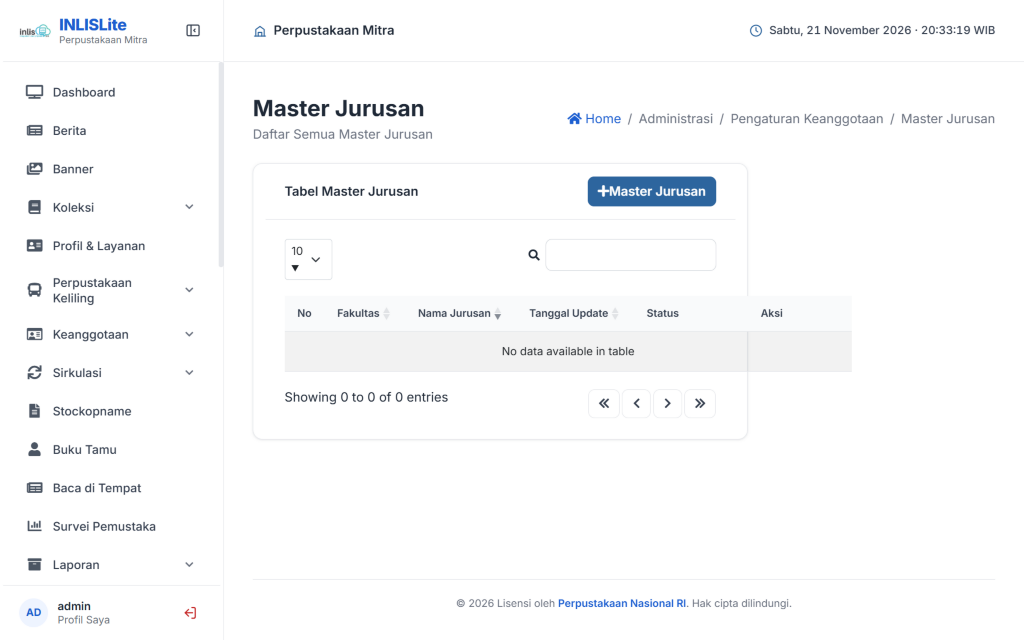 inlis
INLISLite
Perpustakaan Mitra
Perpustakaan Mitra
Sabtu, 21 November 2026 · 20:33:19 WIB
Dashboard
Berita
Banner
Koleksi
Profil & Layanan
Perpustakaan
Keliling
Keanggotaan
Sirkulasi
Stockopname
Buku Tamu
Baca di Tempat
Survei Pemustaka
Laporan
AD
admin
Profil Saya
Master Jurusan
Daftar Semua Master Jurusan
Home / Administrasi / Pengaturan Keanggotaan / Master Jurusan
Tabel Master Jurusan
Master Jurusan
10
No Fakultas Nama Jurusan Tanggal Update Status Aksi
No data available in table
Showing 0 to 0 of 0 entries
© 2026 Lisensi oleh Perpustakaan Nasional RI. Hak cipta dilindungi.